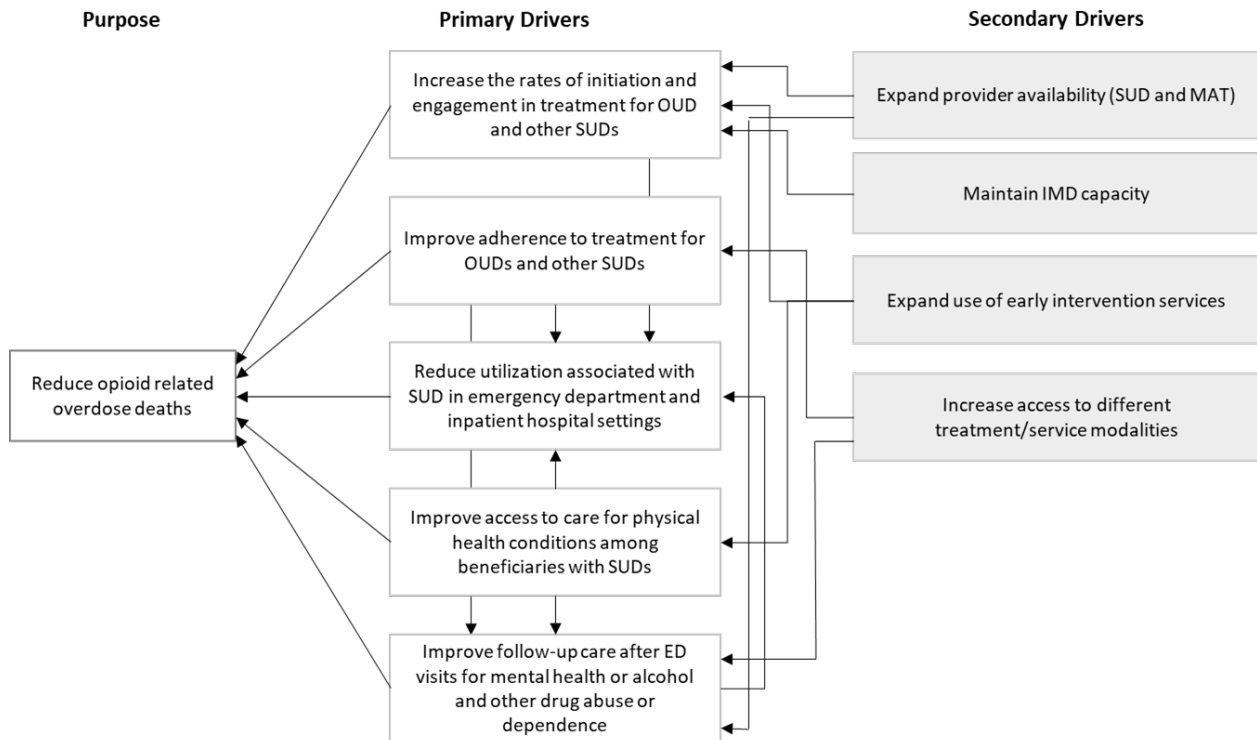 Purpose
Primary Drivers
Secondary Drivers
Increase the rates of initiation and
engagement in treatment for OUD
and other SUDs
Improve adherence to treatment for
OUDs and other SUDs
Reduce opioid related
overdose deaths
Reduce utilization associated with
SUD in emergency department and
inpatient hospital settings
Improve access to care for physical
health conditions among
beneficiaries with SUDs
Improve follow-up care after ED
visits for mental health or alcohol
and other drug abuse or
dependence
Expand provider availability (SUD and MAT)
Maintain IMD capacity
Expand use of early intervention services
Increase access to different
treatment/service modalities